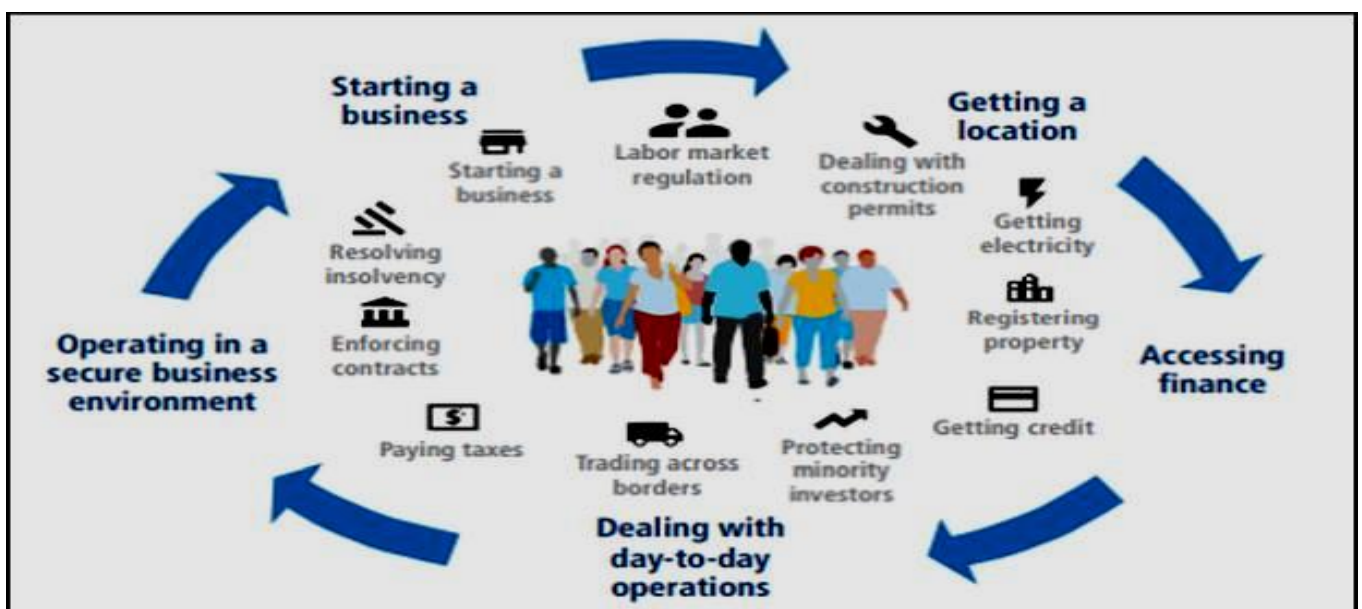 Starting a
business
Getting a
location
Starting a
business
Labor market
regulation
Dealing with
construction
permits
Getting
electricity
Registering
property
Accessing
finance
Getting credit
Protecting
minority
investors
Trading across
borders
Dealing with
day-to-day
operations
Paying taxes
Enforcing
contracts
Resolving
insolvency
Operating in a
secure business
environment
$